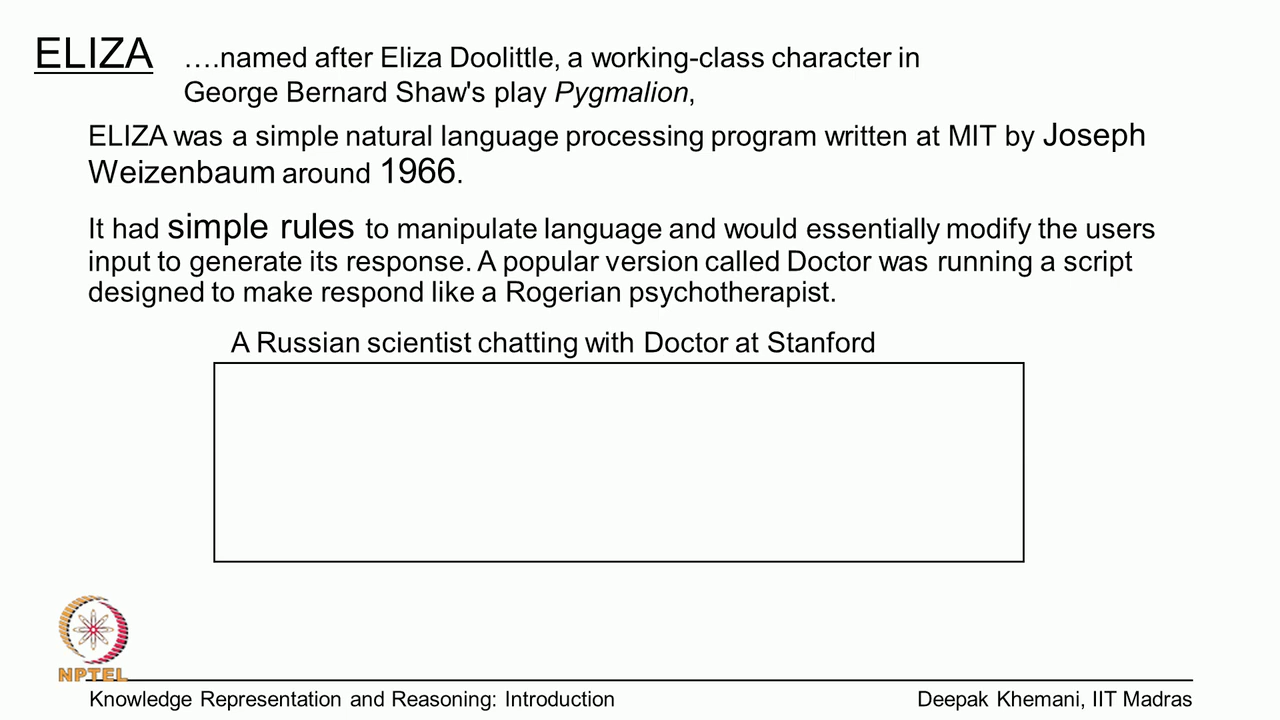 ELIZA ….named after Eliza Doolittle, a working-class character in
George Bernard Shaw's play Pygmalion,
ELIZA was a simple natural language processing program written at MIT by Joseph
Weizenbaum around 1966.
It had simple rules to manipulate language and would essentially modify the users
input to generate its response. A popular version called Doctor was running a script
designed to make respond like a Rogerian psychotherapist.
A Russian scientist chatting with Doctor at Stanford
NPTEL
Knowledge Representation and Reasoning: Introduction Deepak Khemani, IIT Madras